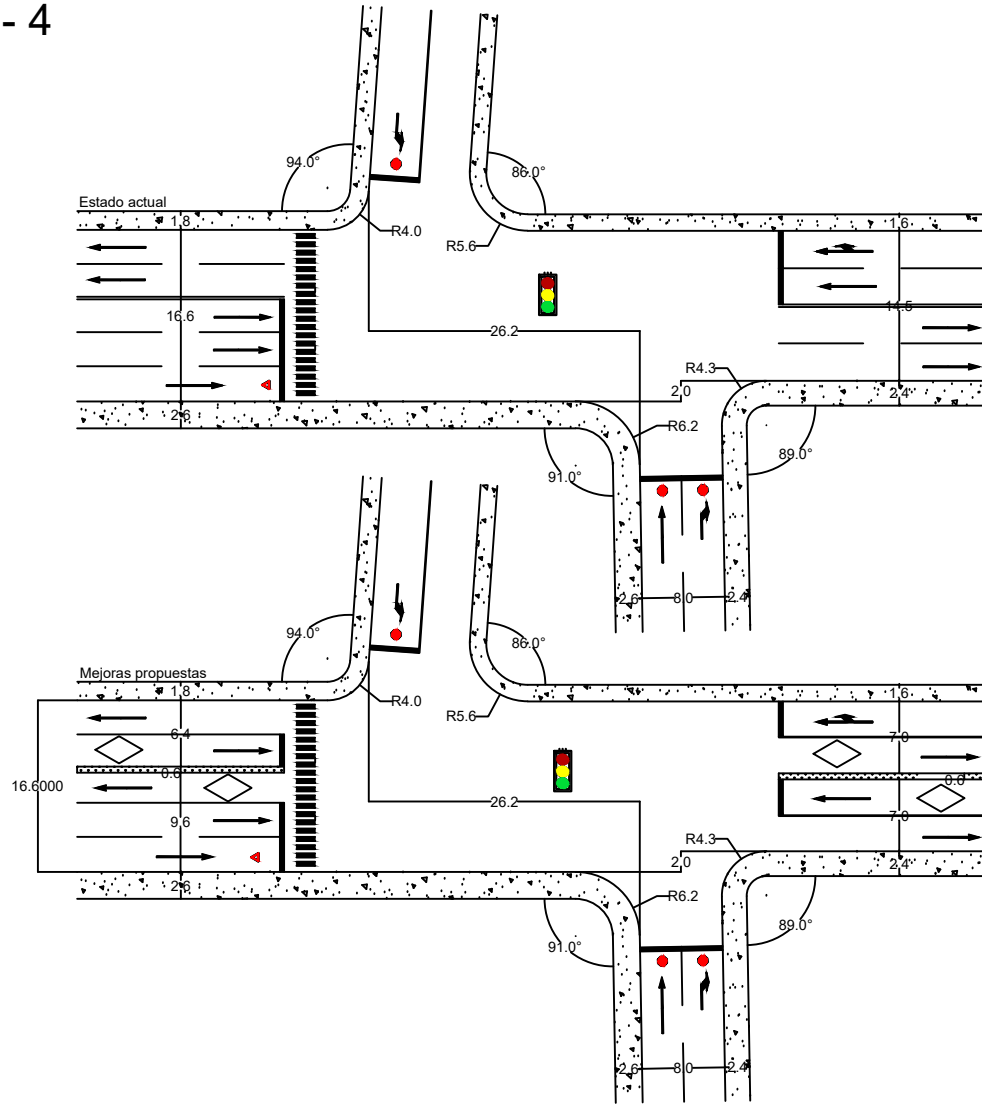 - 4
94.0°
86.0°
Estado actual
1.8
R4.0
R5.6
1.6
16.6
26.2
14.5
R4.3
2.0
2.4
2.6
R6.2
91.0°
89.0°
2.6 8.0 2.4
94.0°
86.0°
Mejoras propuestas
1.8
R4.0
R5.6
1.6
6.4
7.0
0.6
0.6
16.6000
26.2
9.6
7.0
R4.3
2.0
2.4
2.6
R6.2
91.0°
89.0°
2.6 8.0 2.4